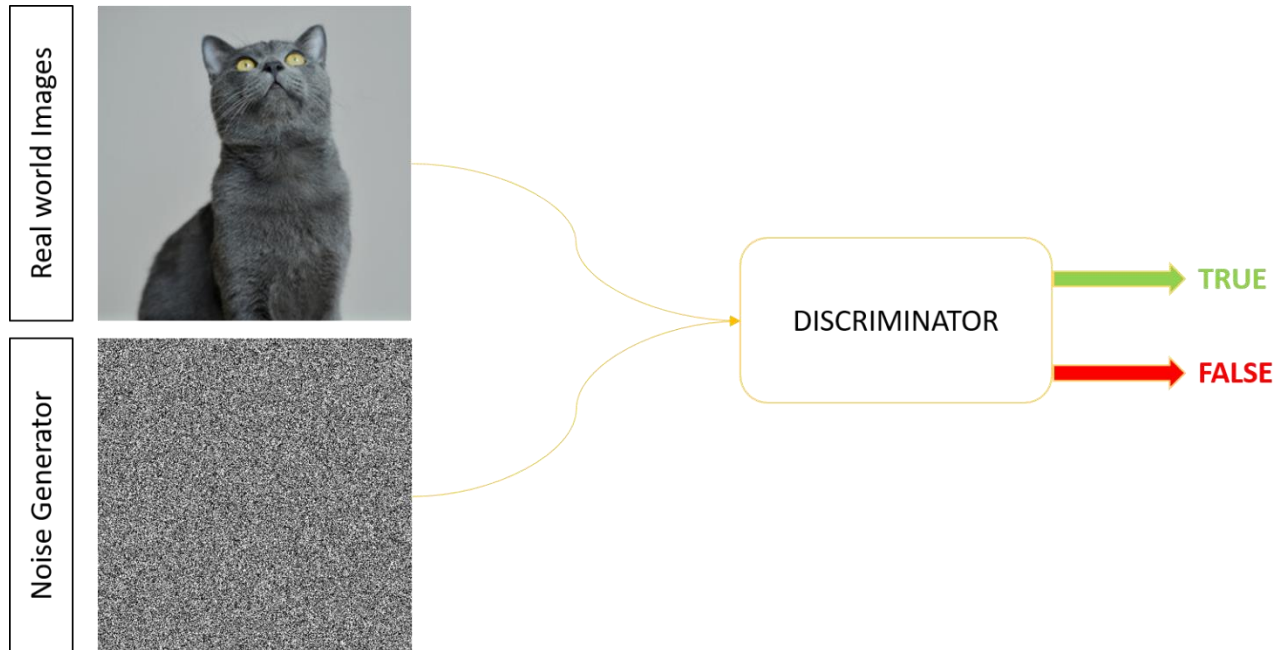 Real world Images
Noise Generator
DISCRIMINATOR
TRUE
FALSE